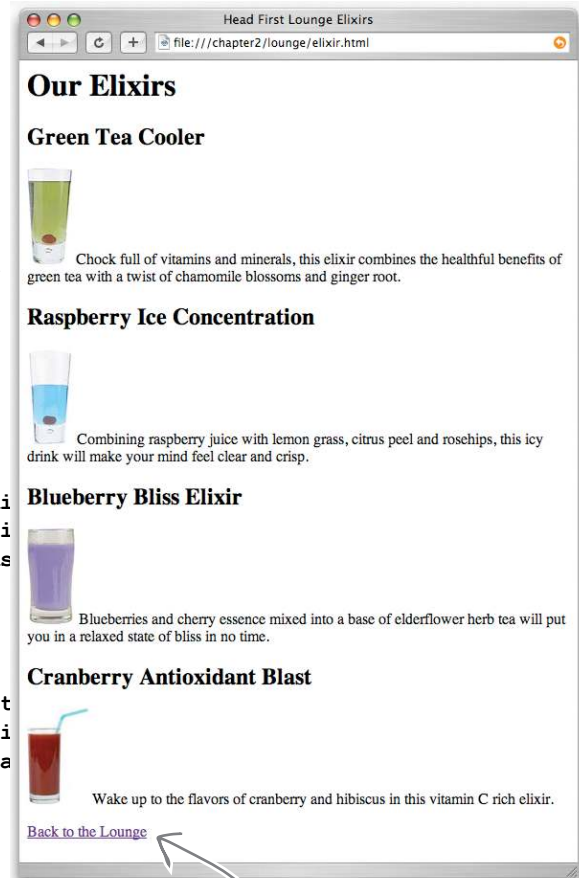 Head First Lounge Elixirs
file:///chapter2/lounge/elixir.html
Our Elixirs
Green Tea Cooler
Chock full of vitamins and minerals, this elixir combines the healthful benefits of
green tea with a twist of chamomile blossoms and ginger root.
Raspberry Ice Concentration
Combining raspberry juice with lemon grass, citrus peel and rosehips, this icy
drink will make your mind feel clear and crisp.
i
i
s
Blueberry Bliss Elixir
Blueberries and cherry essence mixed into a base of elderflower herb tea will put
you in a relaxed state of bliss in no time.
Cranberry Antioxidant Blast
t
i
a
Wake up to the flavors of cranberry and hibiscus in this vitamin C rich elixir.
Back to the Lounge